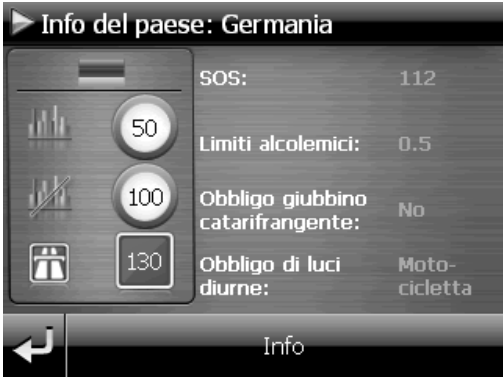 Info del paese: Germania
SOS:
112
50
Limiti alcolemici:
0.5
100
Obbligo giubbino
catarifrangente:
No
130
Obbligo di luci
diurne:
Moto-
cicletta
Info